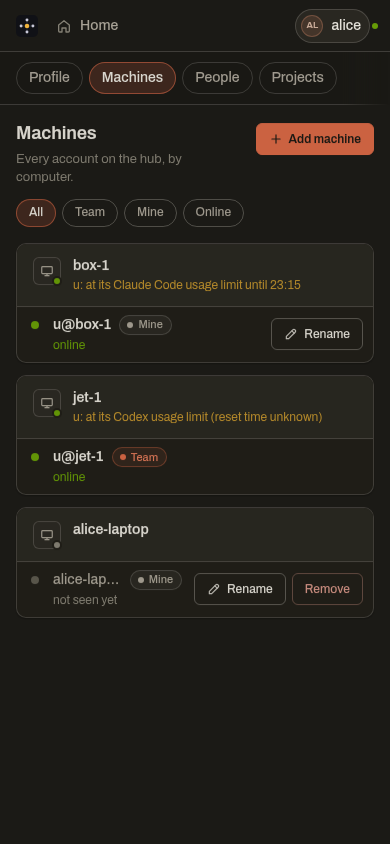 Home
AL alice
Profile Machines People Projects
Machines
Add machine
Every account on the hub, by
computer.
All Team Mine Online
box-1
u: at its Claude Code usage limit until 23:15
u@box-1 Mine
online
Rename
jet-1
u: at its Codex usage limit (reset time unknown)
u@jet-1 Team
online
alice-laptop
alice-lap... Mine
not seen yet
Rename Remove